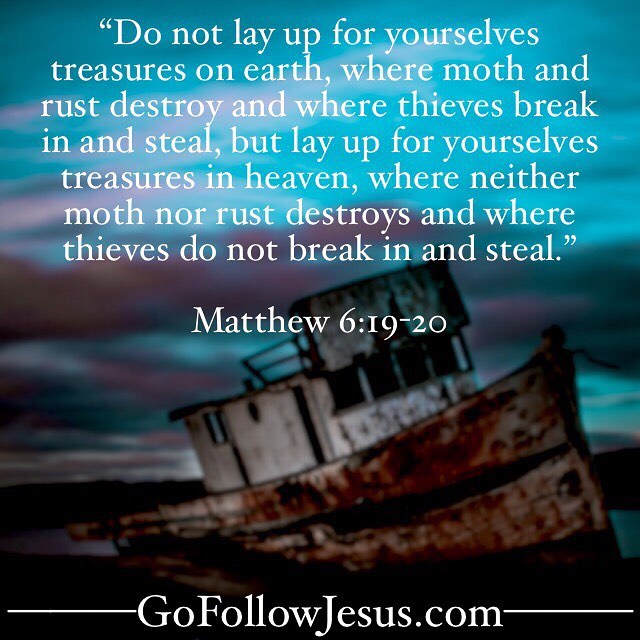 “Do not lay up for yourselves
treasures on earth, where moth and
rust destroy and where thieves break
in and steal, but lay up for yourselves
treasures in heaven, where neither
moth nor rust destroys and where
thieves do not break in and steal.”
Matthew 6:19-20
GoFollowJesus.com